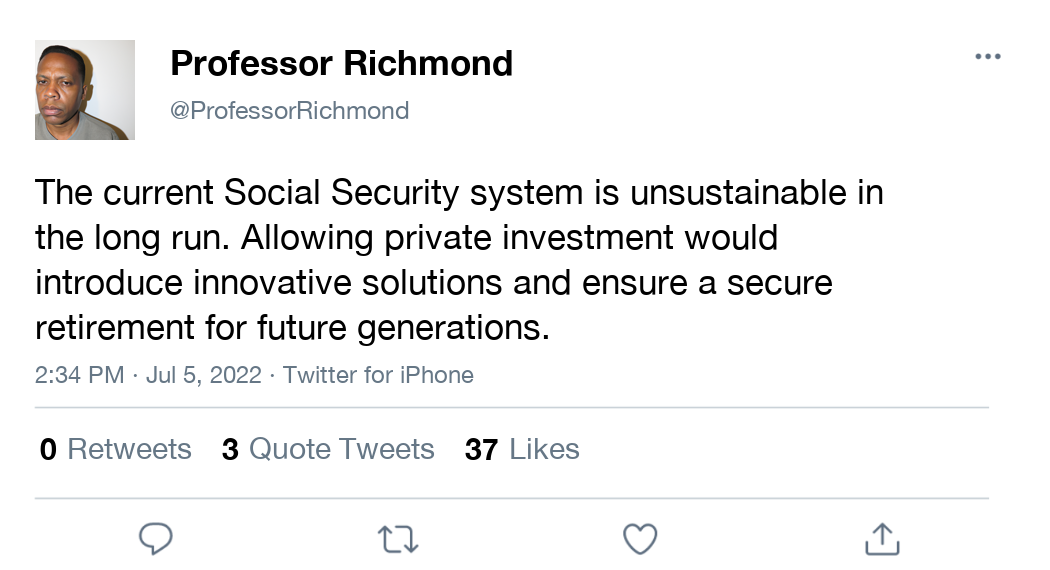 Professor Richmond
@ProfessorRichmond
The current Social Security system is unsustainable in
the long run. Allowing private investment would
introduce innovative solutions and ensure a secure
retirement for future generations.
2:34 PM · Jul 5, 2022 · Twitter for iPhone
0 Retweets 3 Quote Tweets 37 Likes